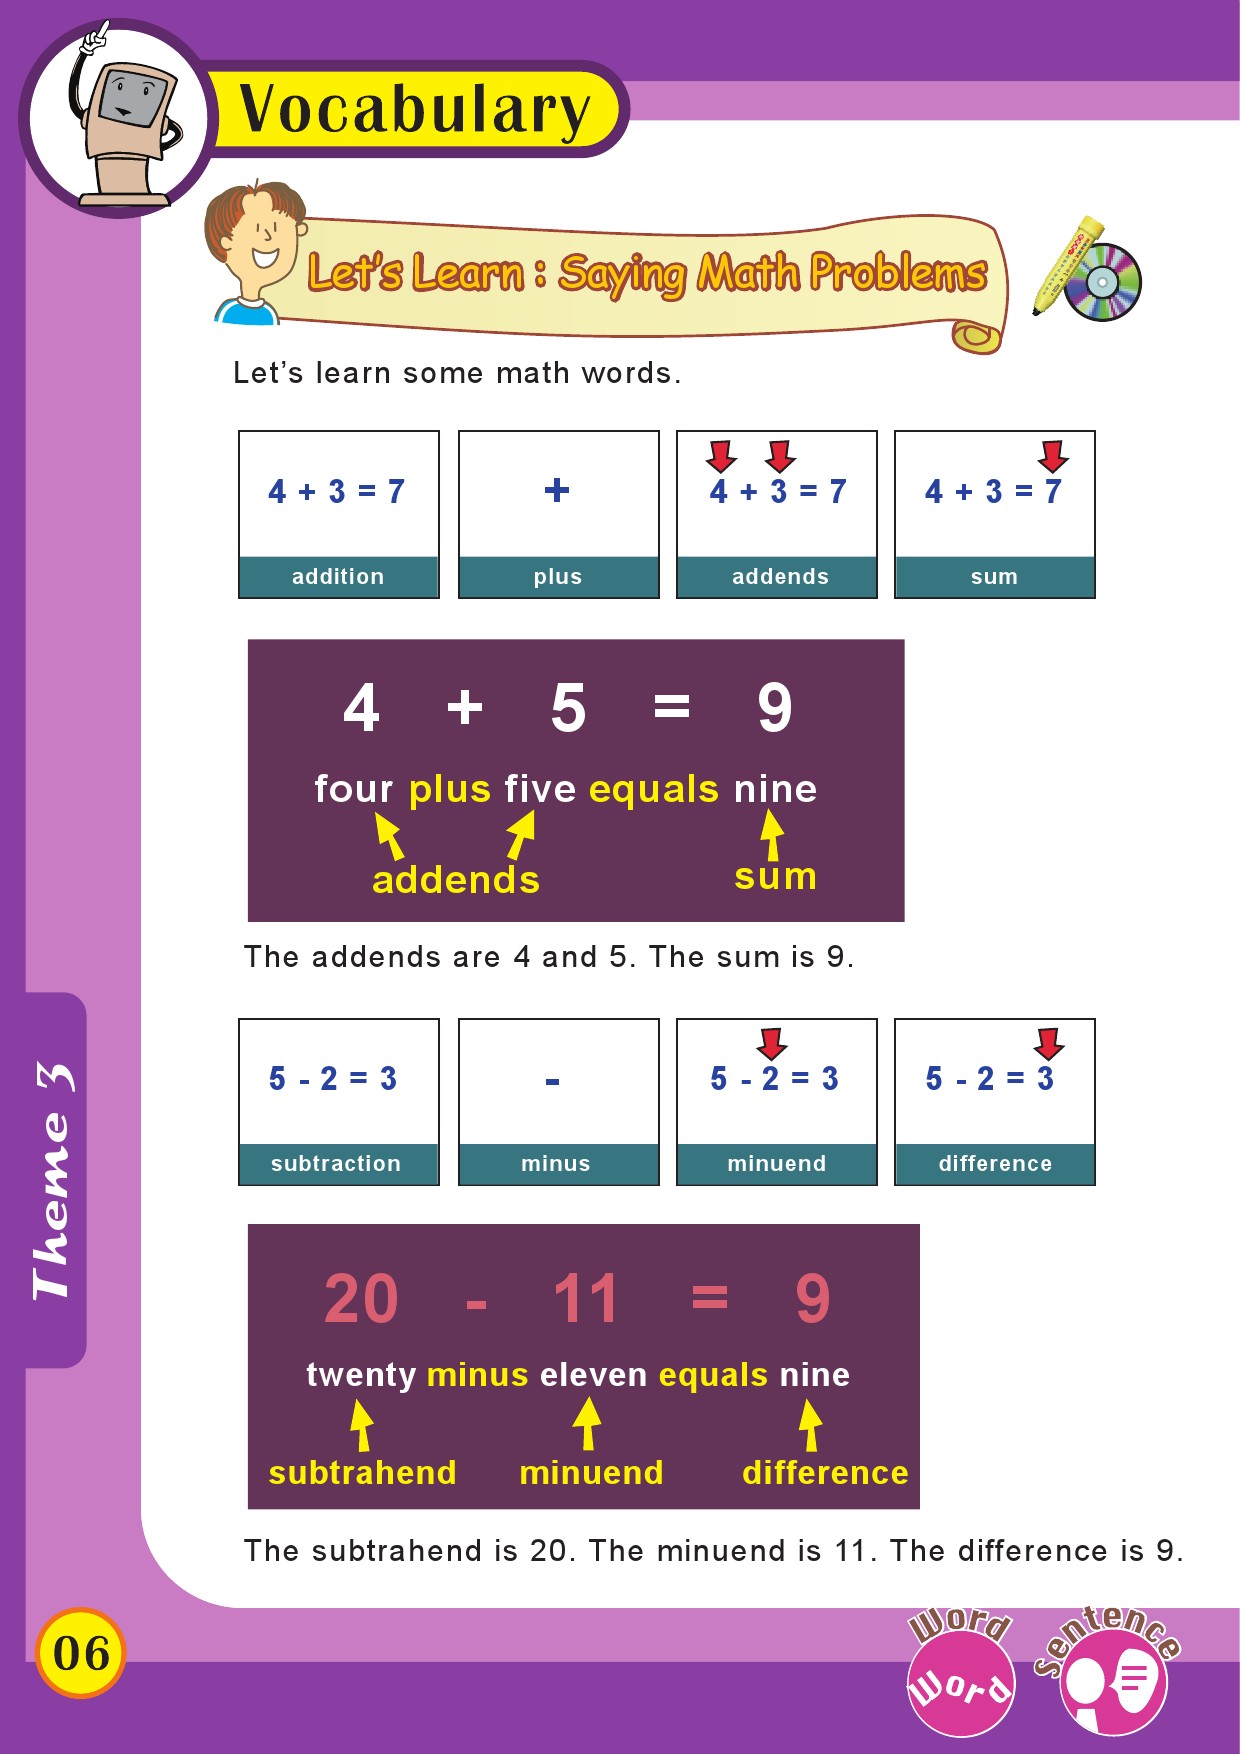 Vocabulary
Let's Learn : Saying Math Problems
Let's learn some math words.
4 + 3 = 7
+
4 + 3 = 7
4 + 3 = 7
addition
plus
addends
sum
4 + 5 = 9
four plus five equals nine
addends
sum
The addends are 4 and 5. The sum is 9.
5 - 2 = 3
-
5 - 2 = 3
5 - 2 = 3
subtraction
minus
minuend
difference
20 - 11 = 9
twenty minus eleven equals nine
subtrahend
minuend
difference
The subtrahend is 20. The minuend is 11. The difference is 9.
Theme 3
06
Word
Word
Sentence